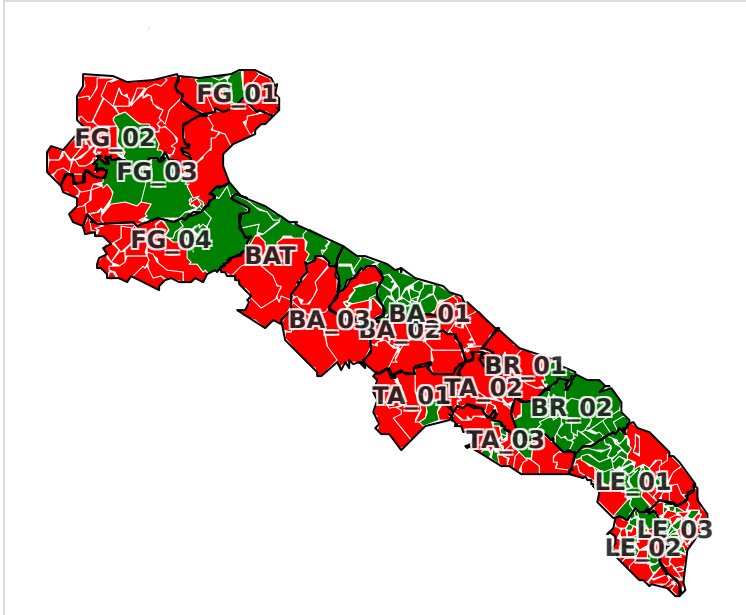 FG_01
FG_02
FG_03
FG_04
BAT
BA_01
BA_03
BA_02
BR_01
TA_02
TA_01
BR_02
TA_03
LE_01
LE_03
LE_02